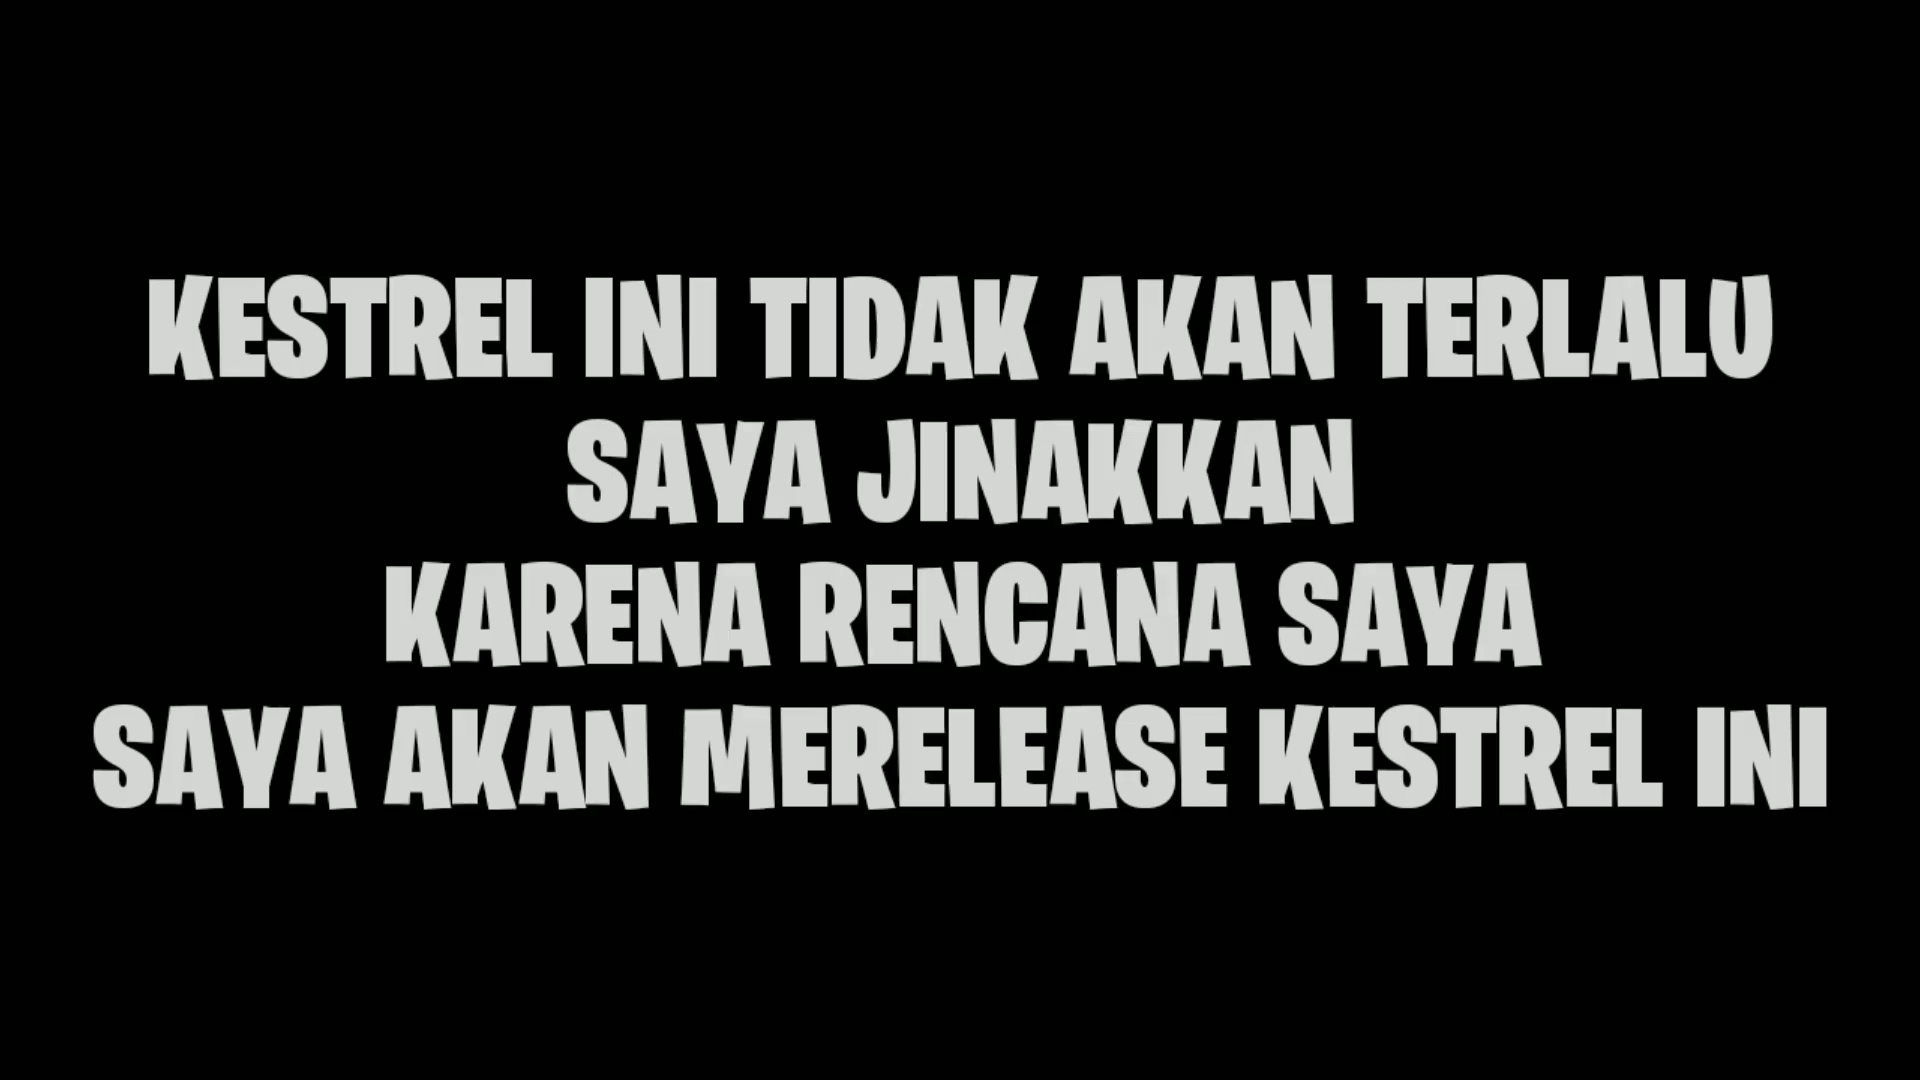 KESTREL INI TIDAK AKAN TERLALU
SAYA JINAKKAN
KARENA RENCANA SAYA
SAYA AKAN MERELEASE KESTREL INI